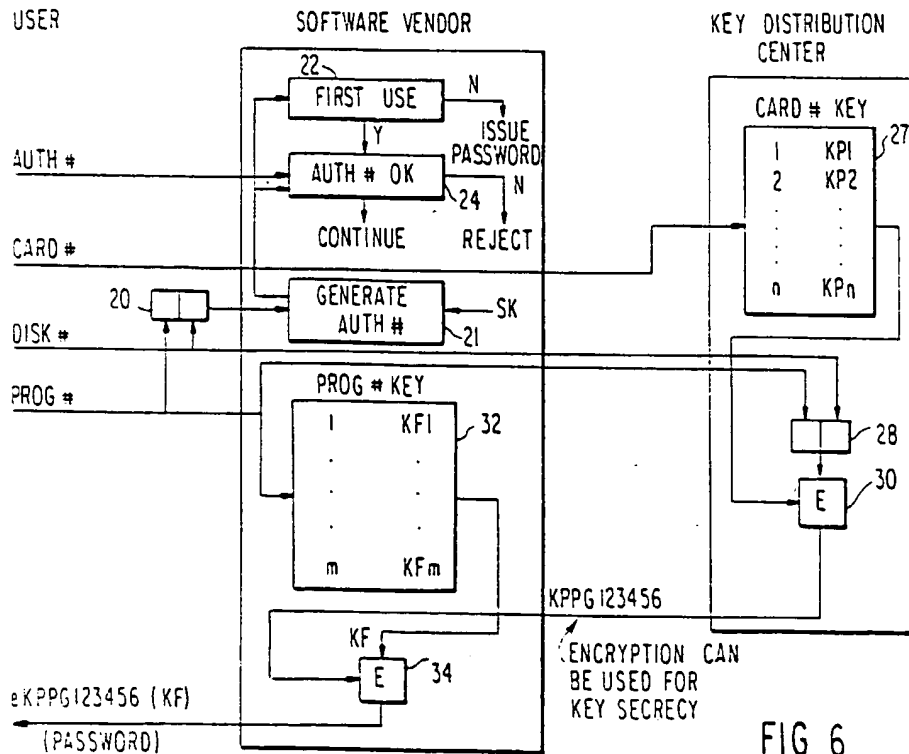 USER
SOFTWARE VENDOR
KEY DISTRIBUTION
CENTER
22
FIRST USE
N
Y
ISSUE
PASSWORD
AUTH #
AUTH # OK
24
N
CONTINUE
REJECT
CARD #
CARD # KEY
27
1 KP1
2 KP2
. .
. .
. .
n KPn
20
GENERATE
AUTH #
21
SK
DISK #
PROG #
PROG # KEY
32
1 KF1
. .
. .
. .
. .
m KFm
28
E
30
KPPG123456
ENCRYPTION CAN
BE USED FOR
KEY SECRECY
KF
E
34
eKPPG123456 (KF)
(PASSWORD)
FIG 6